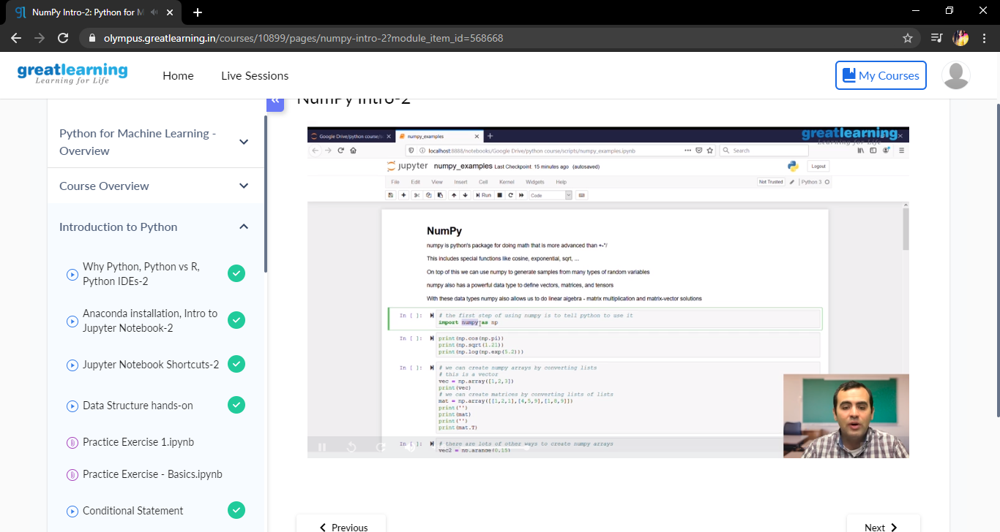 NumPy Intro-2: Python for M
olympus.greatlearning.in/courses/10899/pages/numpy-intro-2?module_item_id=568668
greatlearning
Learning for Life
Home
Live Sessions
My Courses
NumPy Intro-2
Python for Machine Learning -
Overview
Course Overview
Introduction to Python
Why Python, Python vs R,
Python IDEs-2
Anaconda installation, Intro to
Jupyter Notebook-2
Jupyter Notebook Shortcuts-2
Data Structure hands-on
Practice Exercise 1.ipynb
Practice Exercise - Basics.ipynb
Conditional Statement
Google Drive/python course/s
numpy_examples
greatlearning
Learning for Life
localhost:8888/notebooks/Google Drive/python course/scripts/numpy_examples.ipynb
Search
jupyter numpy_examples Last Checkpoint: 15 minutes ago (autosaved)
Logout
File Edit View Insert Cell Kernel Widgets Help
Not Trusted
Python 3
Run
Code
NumPy
numpy is python's package for doing math that is more advanced than +-*/
This includes special functions like cosine, exponential, sqrt, ...
On top of this we can use numpy to generate samples from many types of random variables
numpy also has a powerful data type to define vectors, matrices, and tensors
With these data types numpy also allows us to do linear algebra - matrix multiplication and matrix-vector solutions
In [ ]: # the first step of using numpy is to tell python to use it
import numpy as np
In [ ]: print(np.cos(np.pi))
print(np.sqrt(1.21))
print(np.log(np.exp(5.2)))
In [ ]: # we can create numpy arrays by converting lists
# this is a vector
vec = np.array([1,2,3])
print(vec)
# we can create matrices by converting lists of lists
mat = np.array([[1,2,1],[4,5,9],[1,8,9]])
print('')
print(mat)
print('')
print(mat.T)
In [ ]: # there are lots of other ways to create numpy arrays
vec2 = np.arange(0,15)
Previous
Next